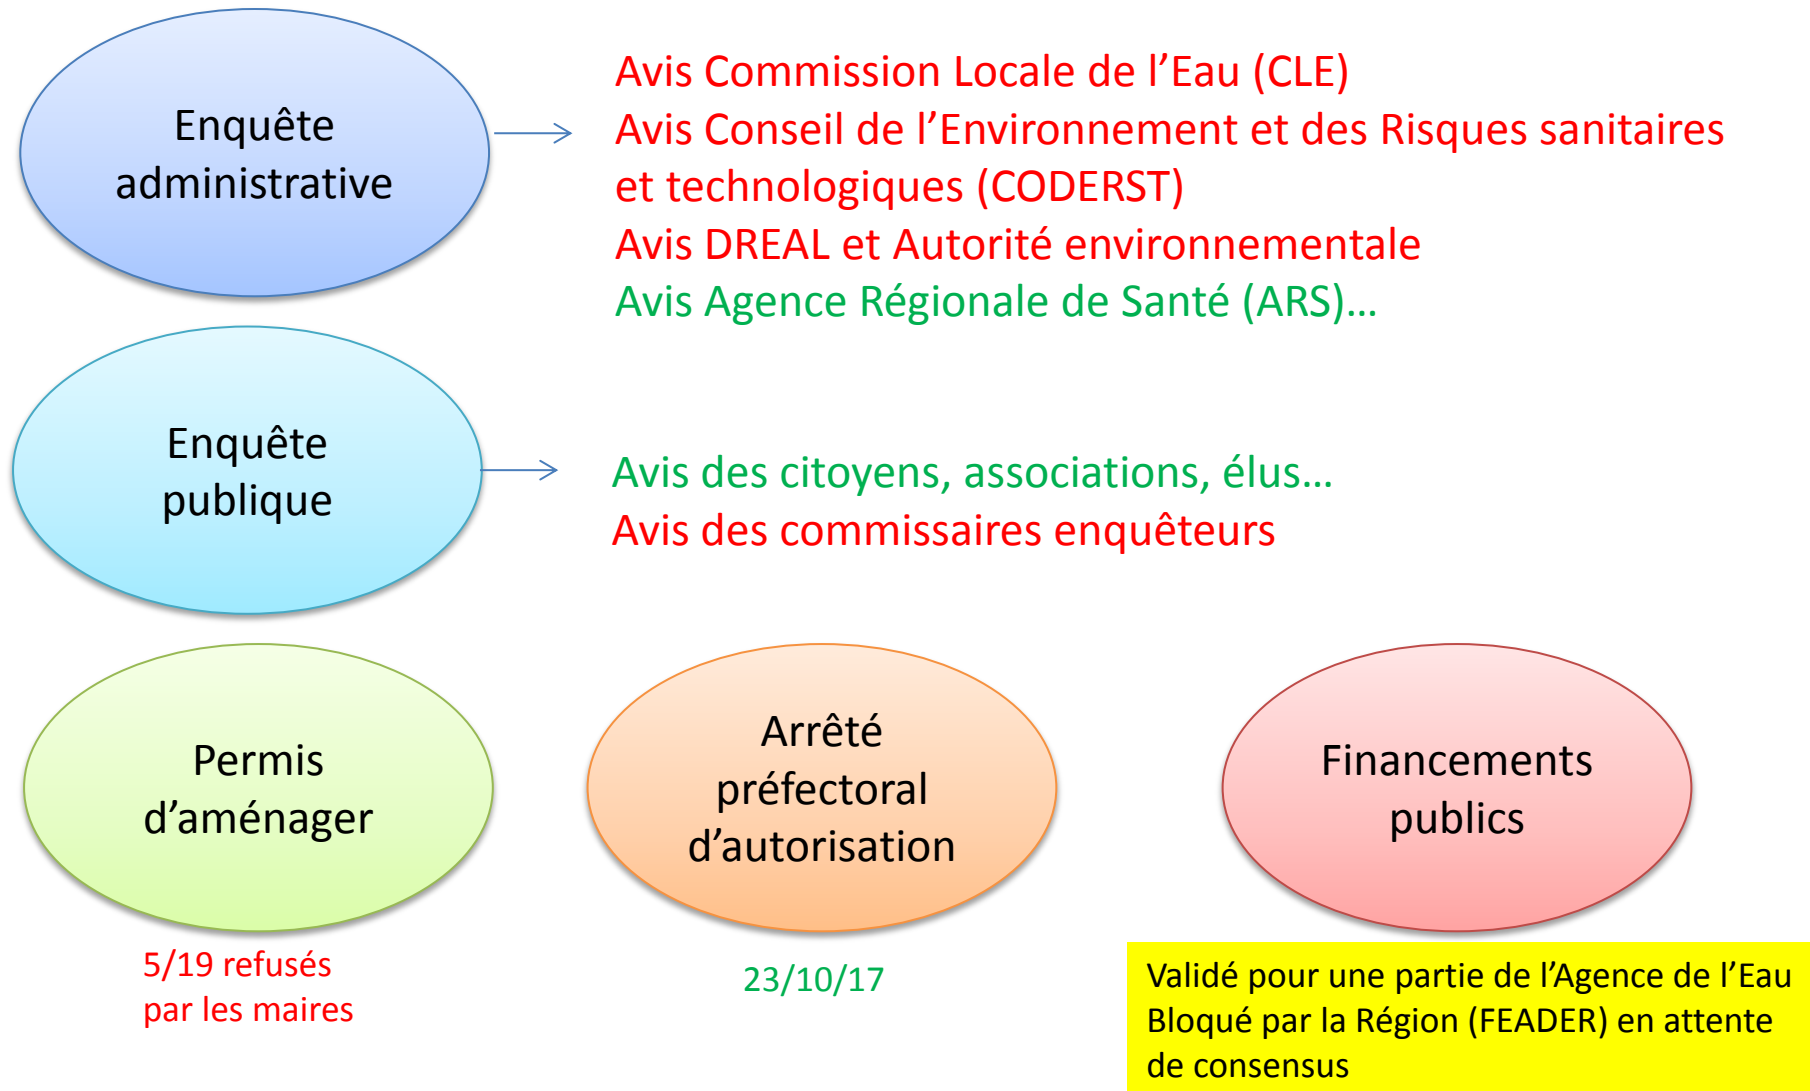 Enquête
administrative
Avis Commission Locale de l’Eau (CLE)
Avis Conseil de l’Environnement et des Risques sanitaires
et technologiques (CODERST)
Avis DREAL et Autorité environnementale
Avis Agence Régionale de Santé (ARS)…
Enquête
publique
Avis des citoyens, associations, élus…
Avis des commissaires enquêteurs
Permis
d’aménager
5/19 refusés
par les maires
Arrêté
préfectoral
d’autorisation
23/10/17
Financements
publics
Validé pour une partie de l’Agence de l’Eau
Bloqué par la Région (FEADER) en attente
de consensus